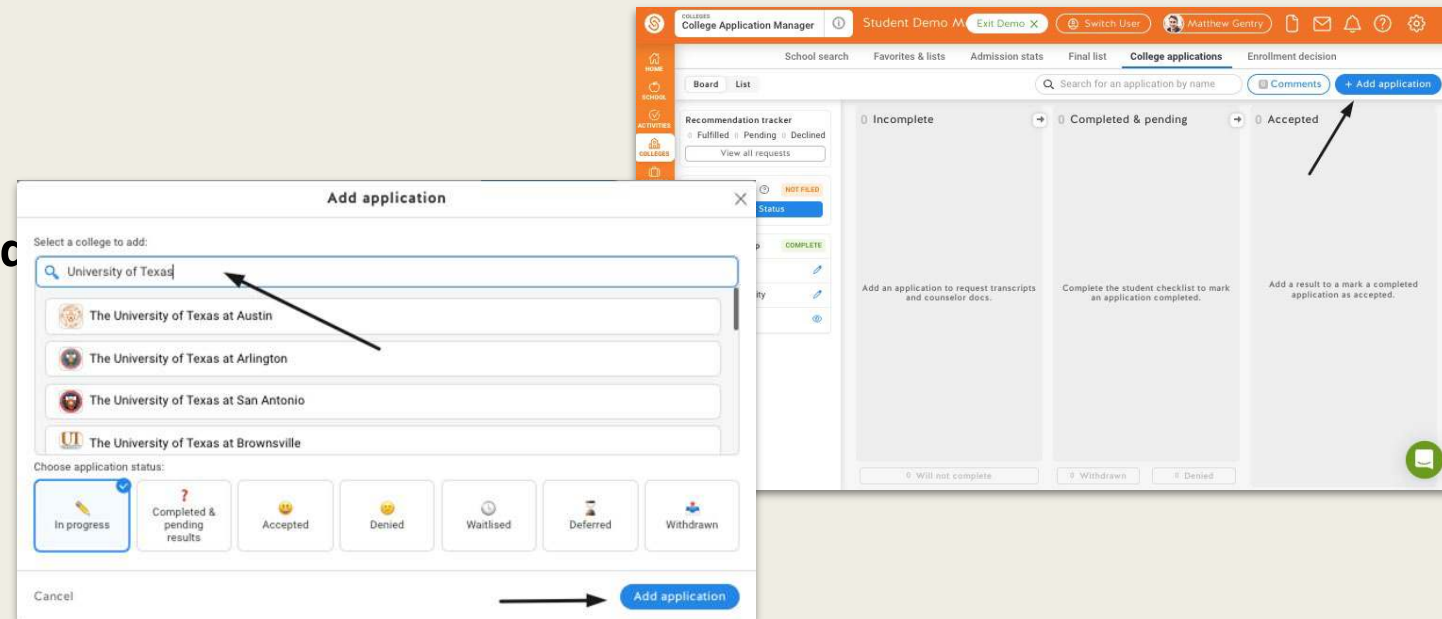 COLLEGES
College Application Manager
Student Demo M
Exit Demo X
Switch User
Matthew Gentry
HOME
SCHOOL
ACTIVITIES
COLLEGES
School search Favorites & lists Admission stats Final list College applications Enrollment decision
Board List
Search for an application by name
0 Comments
+ Add application
Recommendation tracker
0 Fulfilled 0 Pending 0 Declined
View all requests
NOT FILED
Status
p COMPLETE
ity
0 Incomplete
0 Completed & pending
0 Accepted
Add an application to request transcripts
and counselor docs.
Complete the student checklist to mark
an application completed.
Add a result to a mark a completed
application as accepted.
0 Will not complete
0 Withdrawn
0 Denied
Add application
Select a college to add:
University of Texas
The University of Texas at Austin
The University of Texas at Arlington
The University of Texas at San Antonio
UT The University of Texas at Brownsville
Choose application status:
In progress
Completed &
pending
results
Accepted
Denied
Waitlised
Deferred
Withdrawn
Cancel
Add application